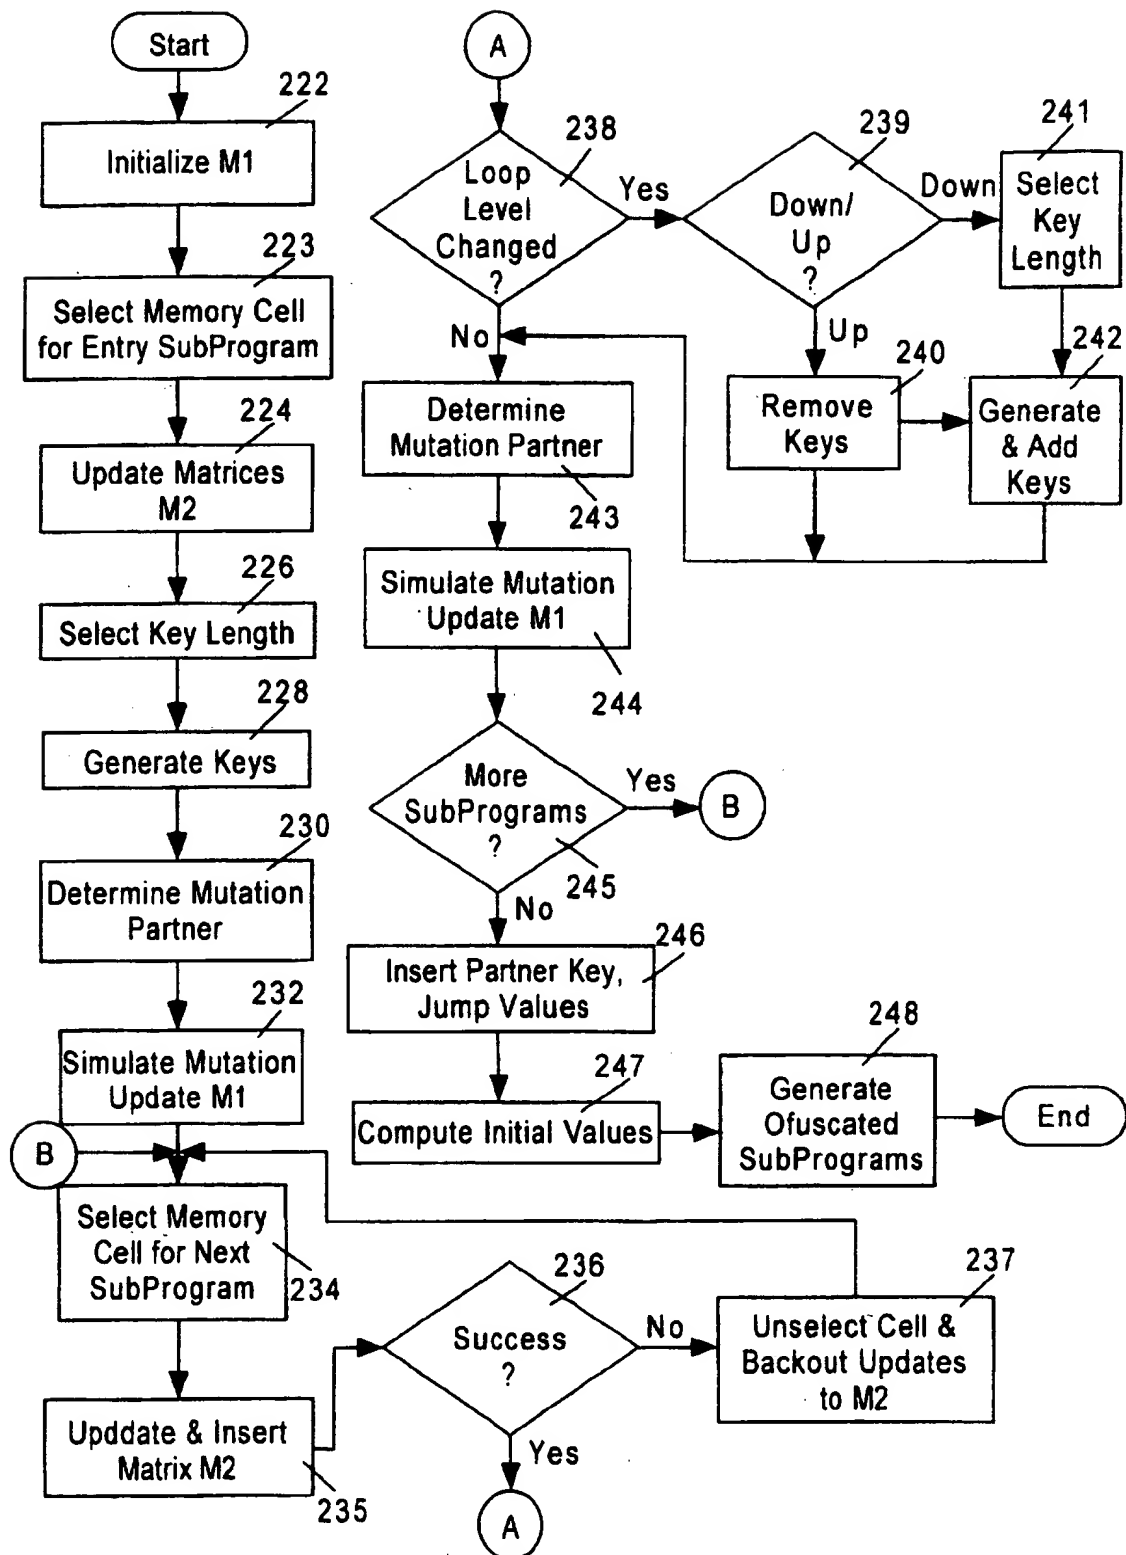 Start
222
Initialize M1
223
Select Memory Cell
for Entry SubProgram
224
Update Matrices
M2
226
Select Key Length
228
Generate Keys
230
Determine Mutation
Partner
232
Simulate Mutation
Update M1
B
Select Memory
Cell for Next
SubProgram
234
Upddate & Insert
Matrix M2
235
236
Success
?
No
Yes
A
237
Unselect Cell &
Backout Updates
to M2
A
238
Loop
Level
Changed
?
Yes
No
239
Down/
Up
?
Down
Up
241
Select
Key
Length
240
Remove
Keys
242
Generate
& Add
Keys
Determine
Mutation Partner
243
Simulate Mutation
Update M1
244
More
SubPrograms
?
245
Yes
B
No
246
Insert Partner Key,
Jump Values
247
Compute Initial Values
248
Generate
Ofuscated
SubPrograms
End